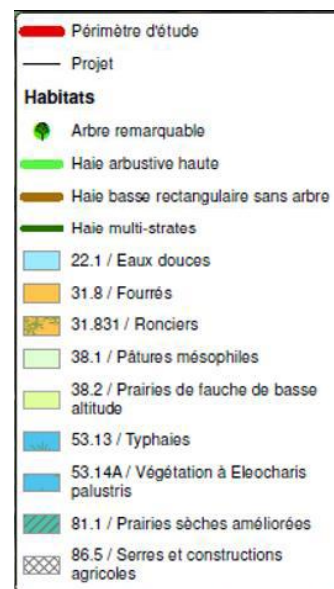 Périmètre d'étude
Projet
Habitats
Arbre remarquable
Haie arbustive haute
Haie basse rectangulaire sans arbre
Haie multi-strates
22.1 / Eaux douces
31.8 / Fourrés
31.831 / Ronciers
38.1 / Pâtures mésophiles
38.2 / Prairies de fauche de basse
altitude
53.13 / Typhaies
53.14A / Végétation à Eleocharis
palustris
81.1 / Prairies sèches améliorées
86.5 / Serres et constructions
agricoles